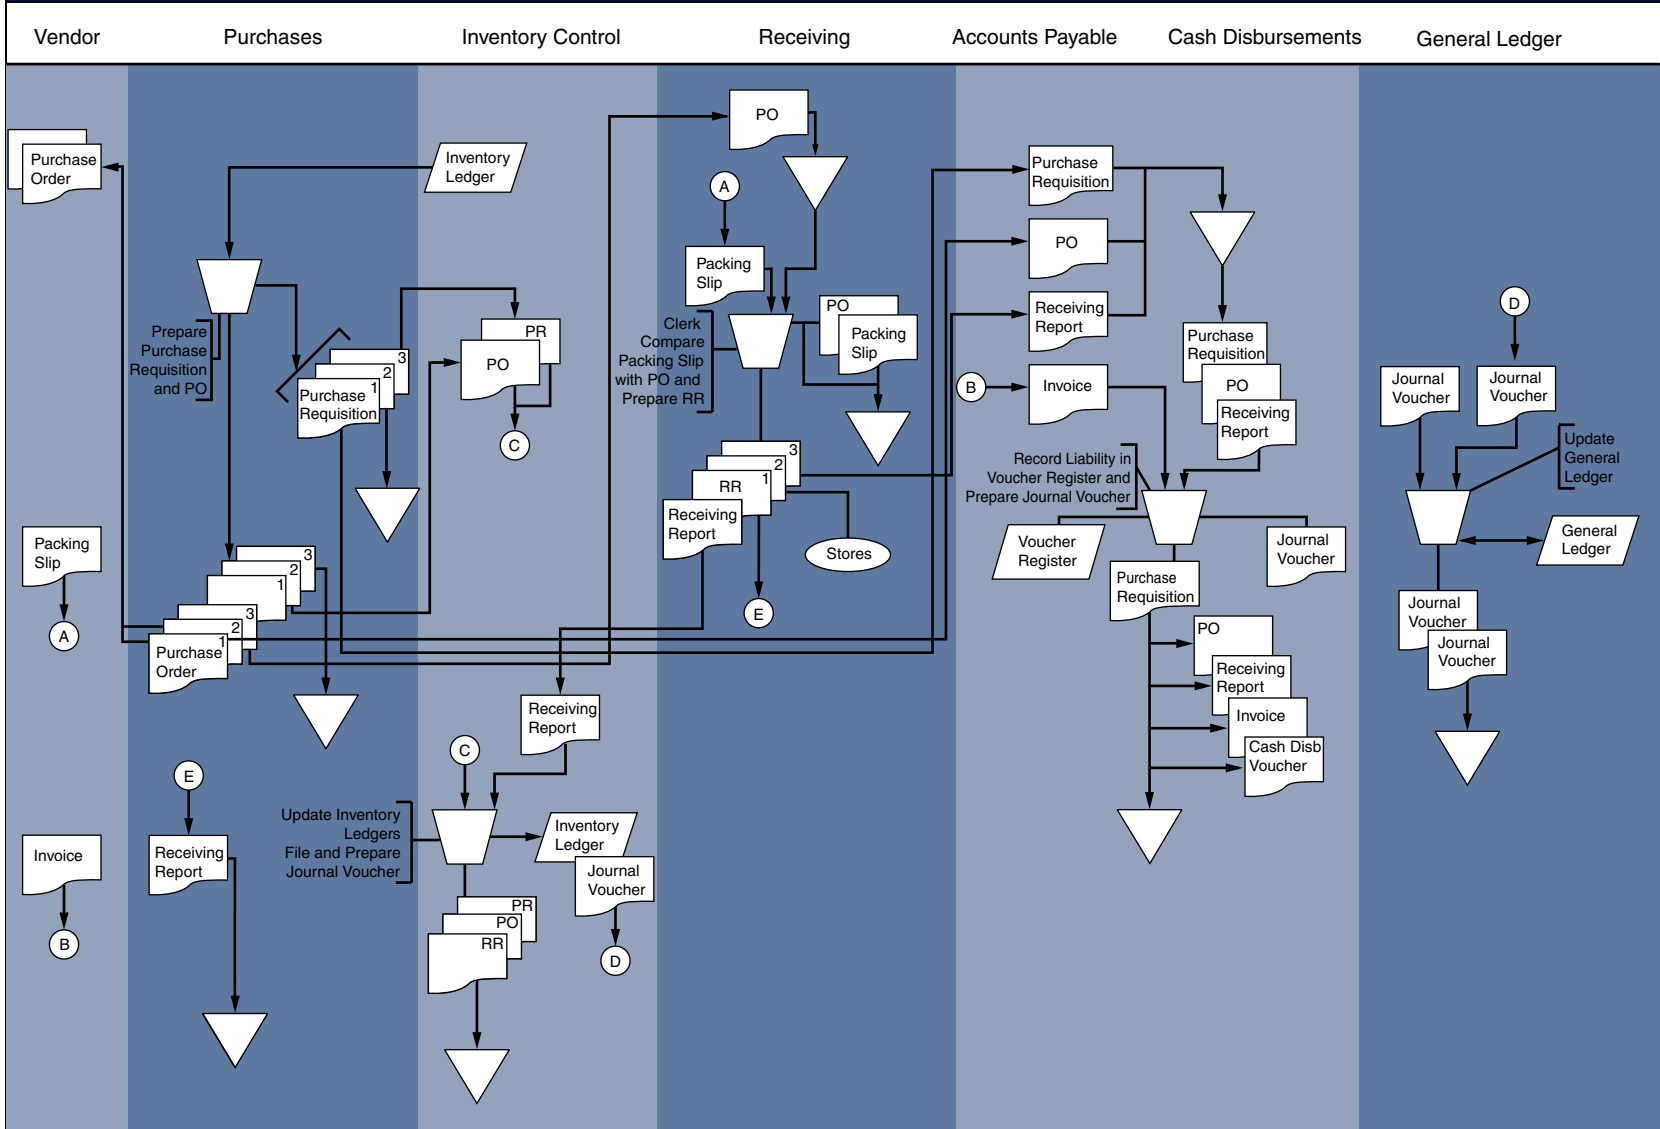 Vendor
Purchases
Inventory Control
Receiving
Accounts Payable
Cash Disbursements
General Ledger
Purchase
Order
Packing
Slip
A
Invoice
B
Prepare
Purchase
Requisition
and PO
3
2
1
Purchase
Requisition
3
2
1
3
2
1
Purchase
Order
E
Receiving
Report
Inventory
Ledger
PR
PO
C
Receiving
Report
C
Update Inventory
Ledgers
File and Prepare
Journal Voucher
Inventory
Ledger
Journal
Voucher
D
PR
PO
RR
PO
A
Packing
Slip
Clerk
Compare
Packing Slip
with PO and
Prepare RR
PO
Packing
Slip
3
2
1
RR
Receiving
Report
Stores
E
Purchase
Requisition
PO
Receiving
Report
B
Invoice
Purchase
Requisition
PO
Receiving
Report
Record Liability in
Voucher Register and
Prepare Journal Voucher
Voucher
Register
Journal
Voucher
Purchase
Requisition
PO
Receiving
Report
Invoice
Cash Disb
Voucher
D
Journal
Voucher
Journal
Voucher
Update
General
Ledger
General
Ledger
Journal
Voucher
Journal
Voucher